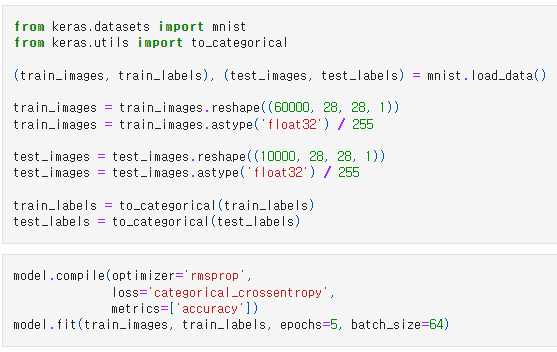 from keras.datasets import mnist
from keras.utils import to_categorical
(train_images, train_labels), (test_images, test_labels) = mnist.load_data()
train_images = train_images.reshape((60000, 28, 28, 1))
train_images = train_images.astype('float32') / 255
test_images = test_images.reshape((10000, 28, 28, 1))
test_images = test_images.astype('float32') / 255
train_labels = to_categorical(train_labels)
test_labels = to_categorical(test_labels)
model.compile(optimizer='rmsprop',
              loss='categorical_crossentropy',
              metrics=['accuracy'])
model.fit(train_images, train_labels, epochs=5, batch_size=64)